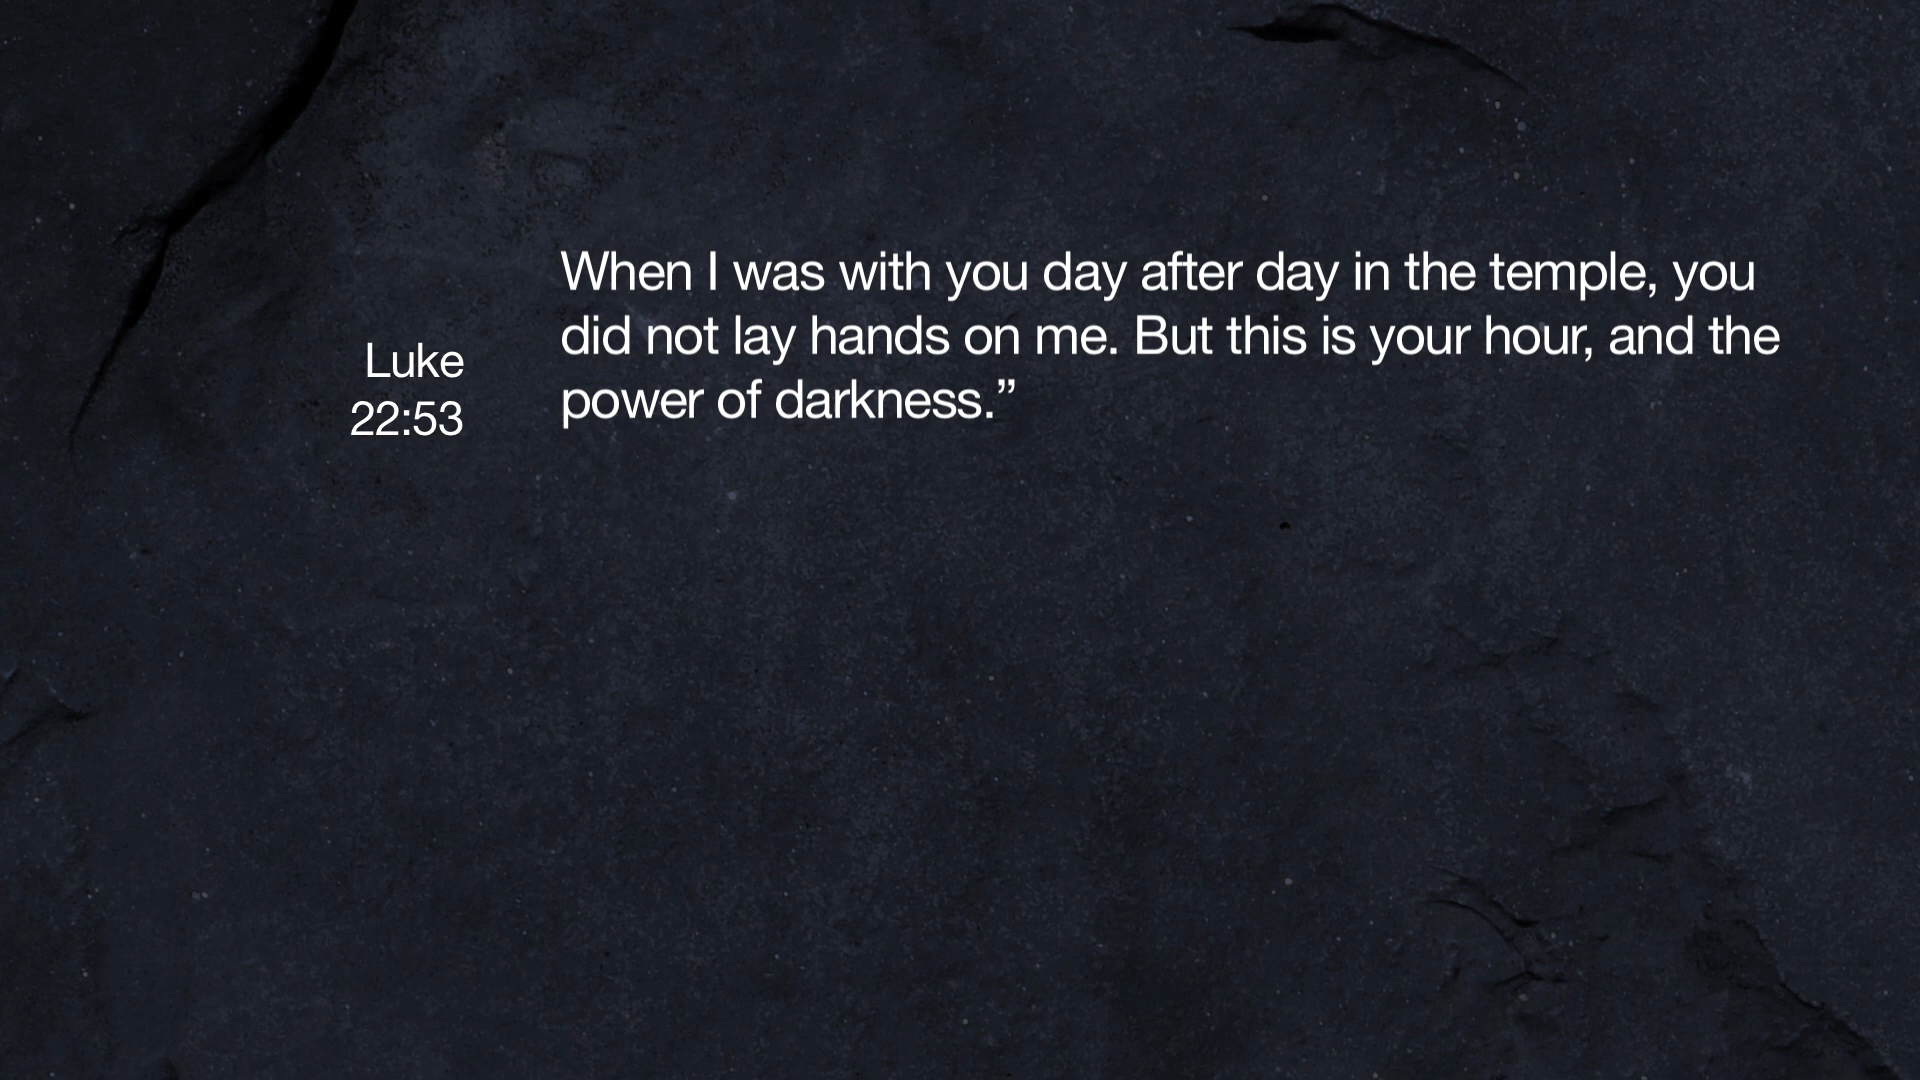 Luke
22:53
When I was with you day after day in the temple, you
did not lay hands on me. But this is your hour, and the
power of darkness.”